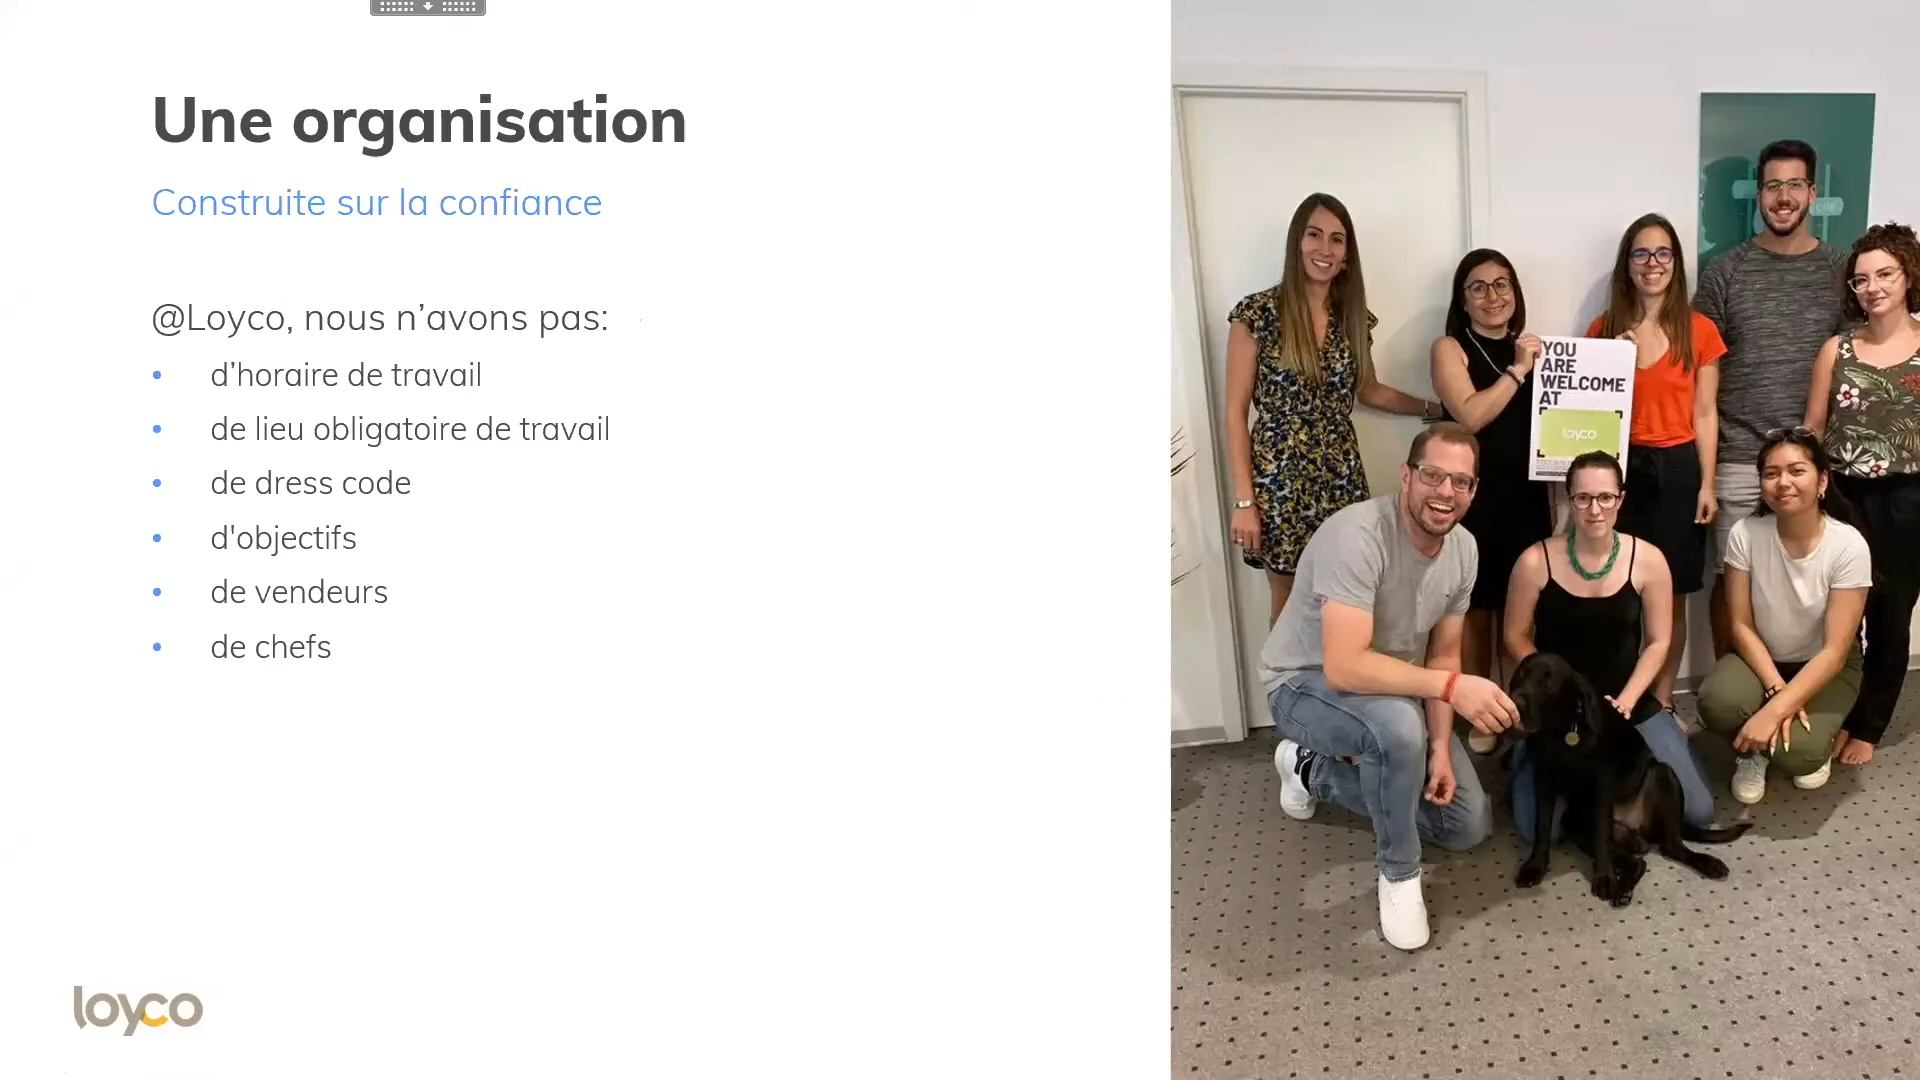 Une organisation
Construite sur la confiance
@Loyco, nous n’avons pas:
• d’horaire de travail
• de lieu obligatoire de travail
• de dress code
• d'objectifs
• de vendeurs
• de chefs
loyco
YOU
ARE
WELCOME
AT
loyco